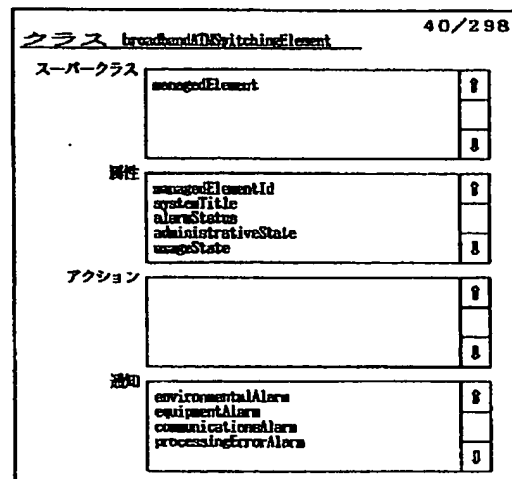 40/298
クラス broadbandATMSwitchingElement
スーパークラス
managedElement
属性
managedElementId
systemTitle
alarmStatus
administrativeState
usageState
アクション
通知
environmentalAlarm
equipmentAlarm
communicationsAlarm
processingErrorAlarm